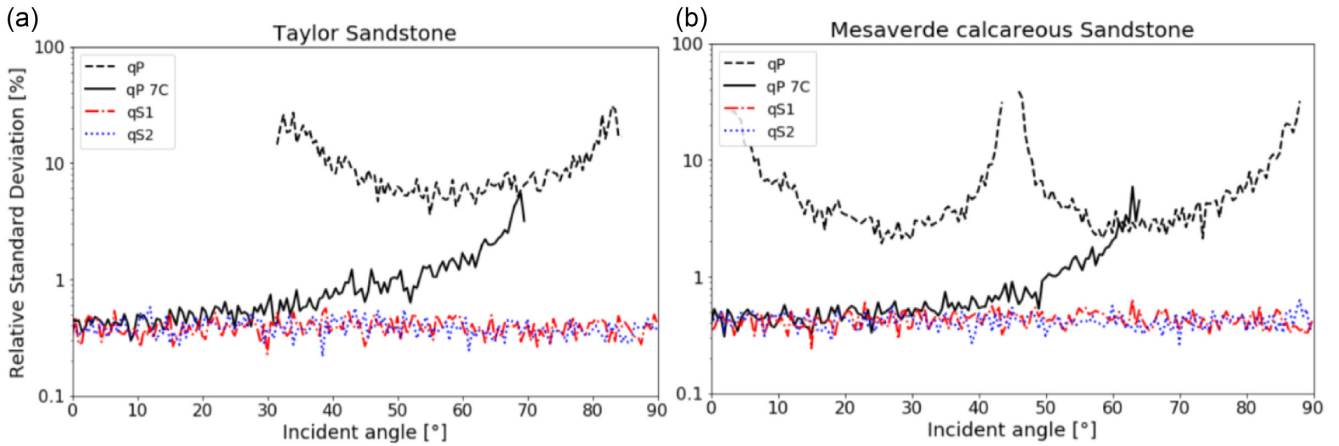 (a)
Taylor Sandstone
Relative Standard Deviation [%]
100
10
1
0.1
qP
qP 7C
qS1
qS2
0 10 20 30 40 50 60 70 80 90
Incident angle [°]
(b)
Mesaverde calcareous Sandstone
100
10
1
0.1
qP
qP 7C
qS1
qS2
0 10 20 30 40 50 60 70 80 90
Incident angle [°]